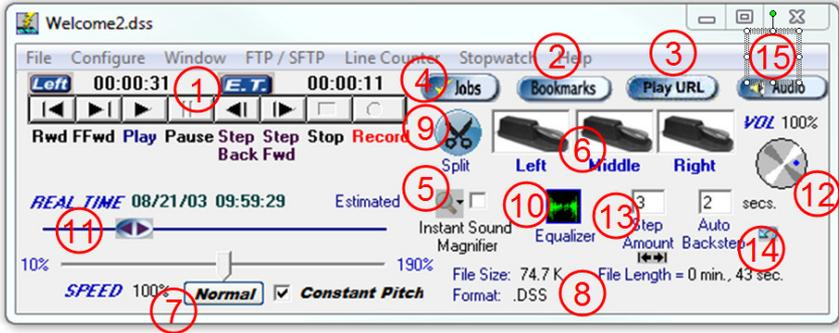 Welcome2.dss
File Configure Window FTP / SFTP Line Counter Stopwatch Help
Left 00:00:31 E.T. 00:00:11 Jobs Bookmarks Play URL Audio
1 4 2 3 15
Rwd FFwd Play Pause Step Back Step Fwd Stop Record
9 Split
Left Middle Right
6
VOL 100%
12
REAL TIME 08/21/03 09:59:29 Estimated
11
5 Instant Sound Magnifier
10 Equalizer
13 3 Step Amount
2 secs. Auto Backstep
14
10% 190%
SPEED 100% Normal Constant Pitch
7
File Size: 74.7 K File Length = 0 min., 43 sec.
Format: .DSS
8